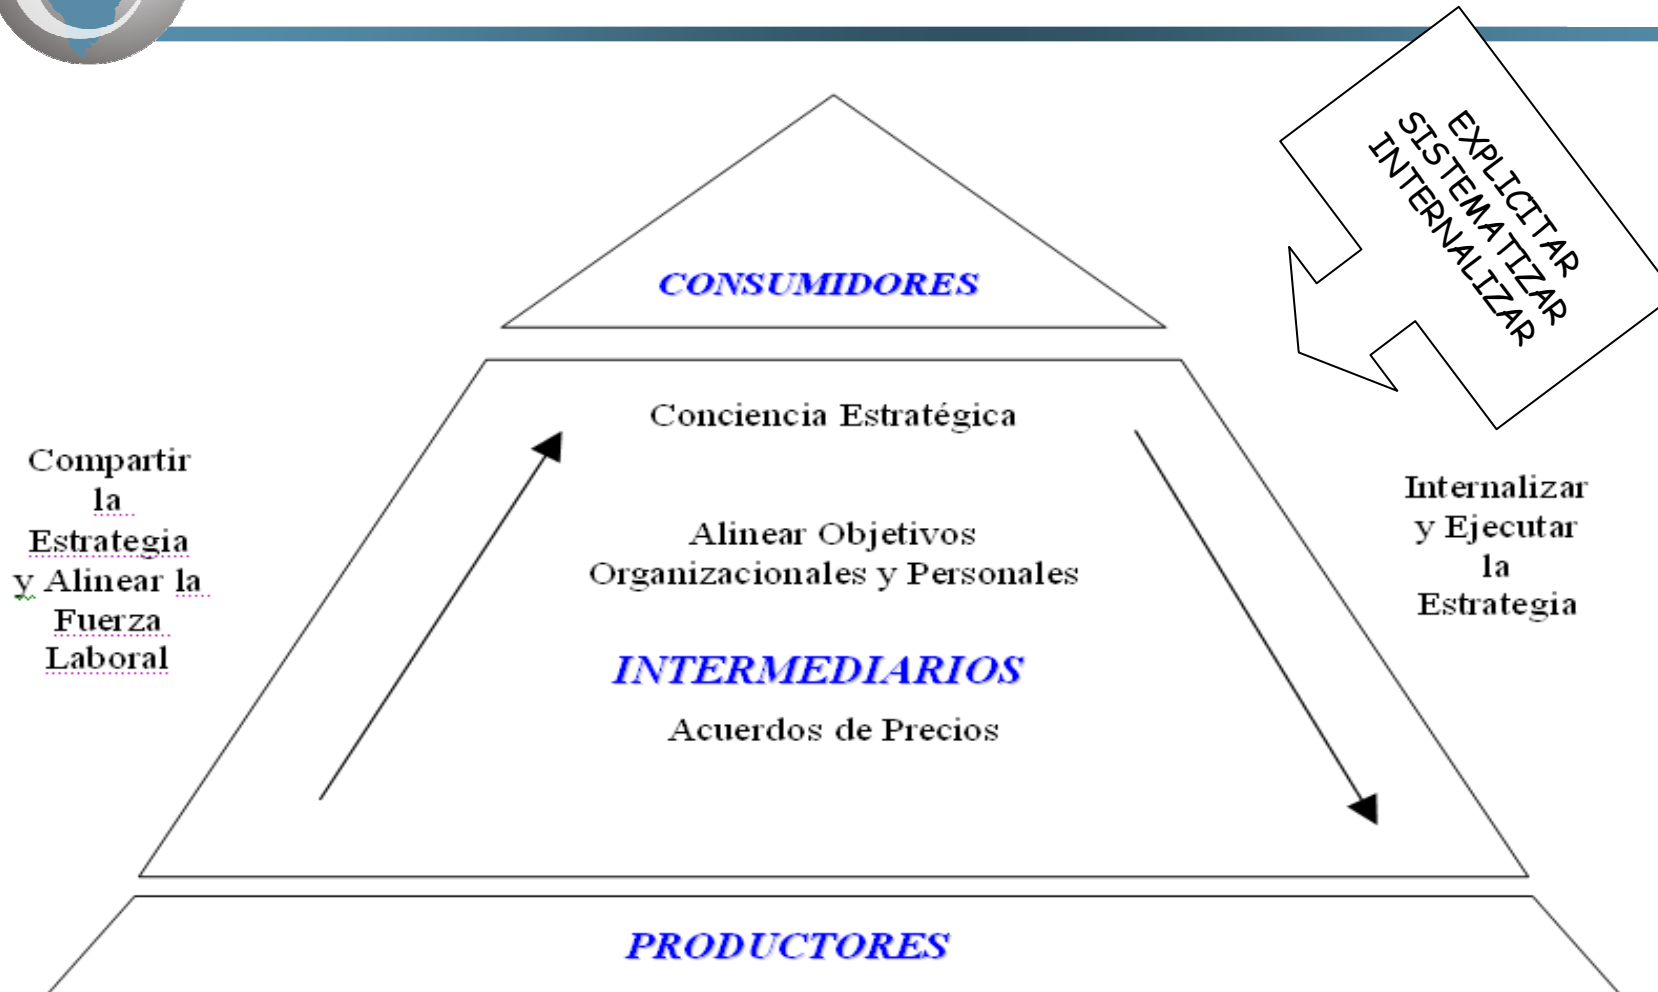 EXPLICITAR
SISTEMATIZAR
INTERNALIZAR
CONSUMIDORES
Conciencia Estratégica
Alinear Objetivos
Organizacionales y Personales
INTERMEDIARIOS
Acuerdos de Precios
Compartir
la
Estrategia
y Alinear la
Fuerza
Laboral
Internalizar
y Ejecutar
la
Estrategia
PRODUCTORES